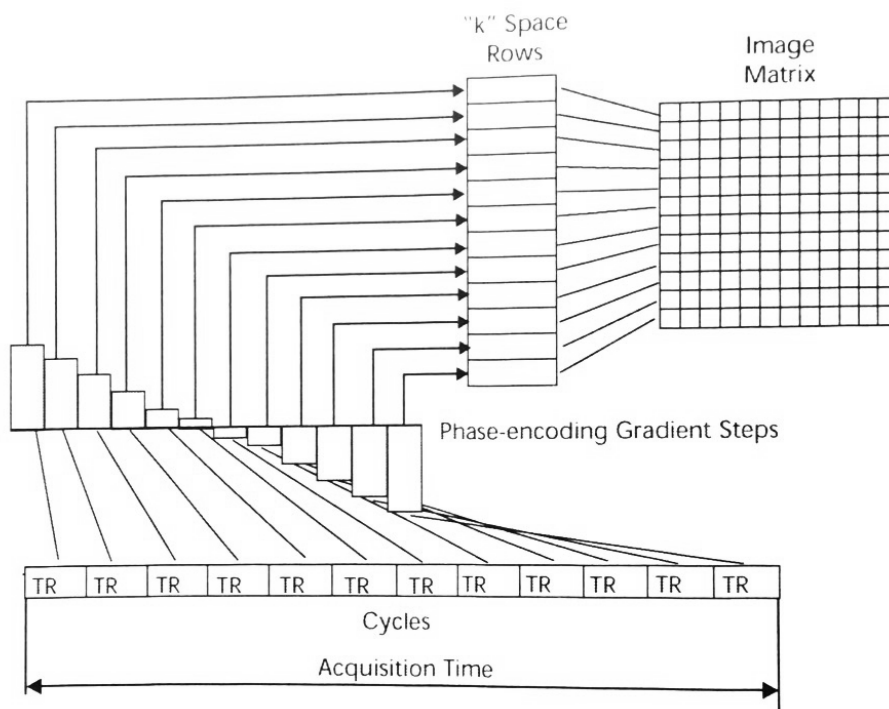 "k" Space
Rows
Image
Matrix
Phase-encoding Gradient Steps
TR TR TR TR TR TR TR TR TR TR TR TR
Cycles
Acquisition Time